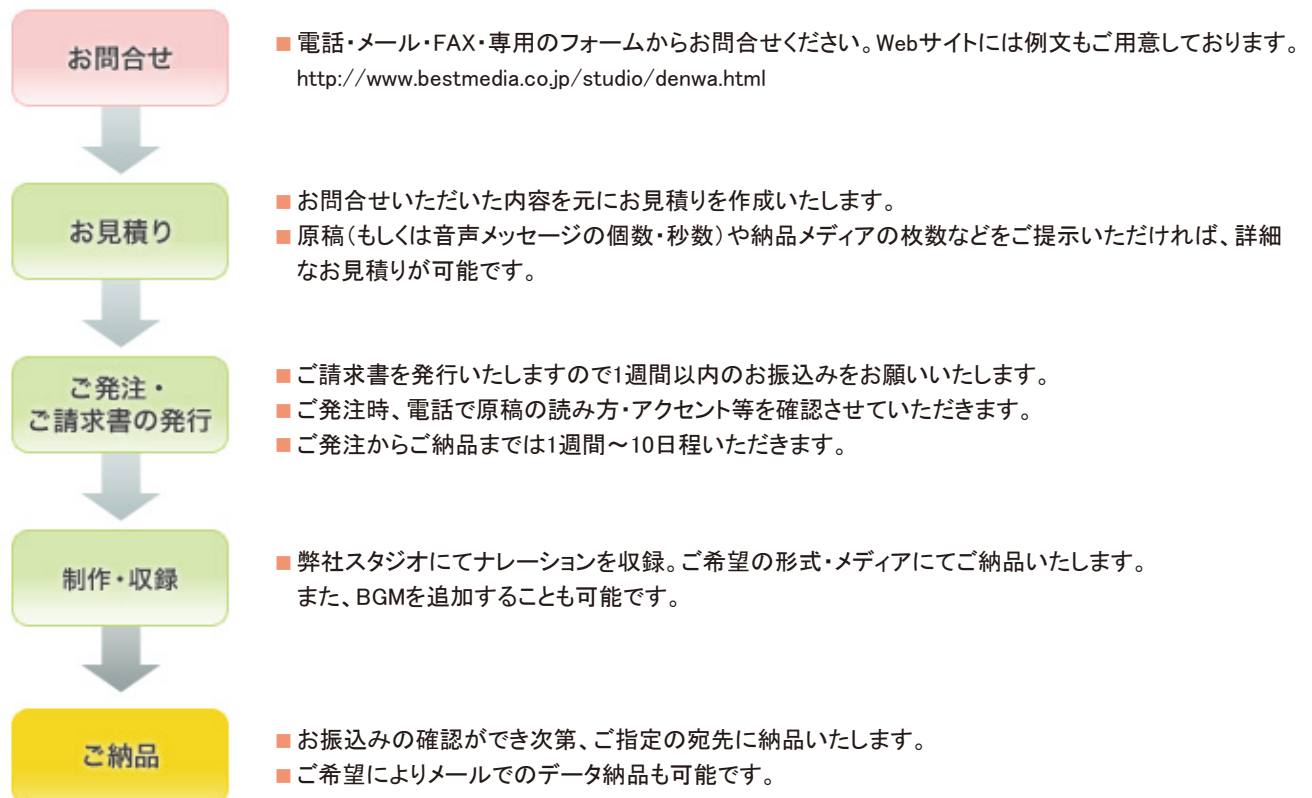 お問合せ
■電話・メール・FAX・専用のフォームからお問合せください。Webサイトには例文もご用意しております。
http://www.bestmedia.co.jp/studio/denwa.html
お見積り
■お問合せいただいた内容を元にお見積りを作成いたします。
■原稿(もしくは音声メッセージの個数・秒数)や納品メディアの枚数などをご提示いただければ、詳細
なお見積りが可能です。
ご発注・
ご請求書の発行
■ご請求書を発行いたしますので1週間以内のお振込みをお願いいたします。
■ご発注時、電話で原稿の読み方・アクセント等を確認させていただきます。
■ご発注からご納品までは1週間〜10日程いただきます。
制作・収録
■弊社スタジオにてナレーションを収録。ご希望の形式・メディアにてご納品いたします。
また、BGMを追加することも可能です。
ご納品
■お振込みの確認ができ次第、ご指定の宛先に納品いたします。
■ご希望によりメールでのデータ納品も可能です。